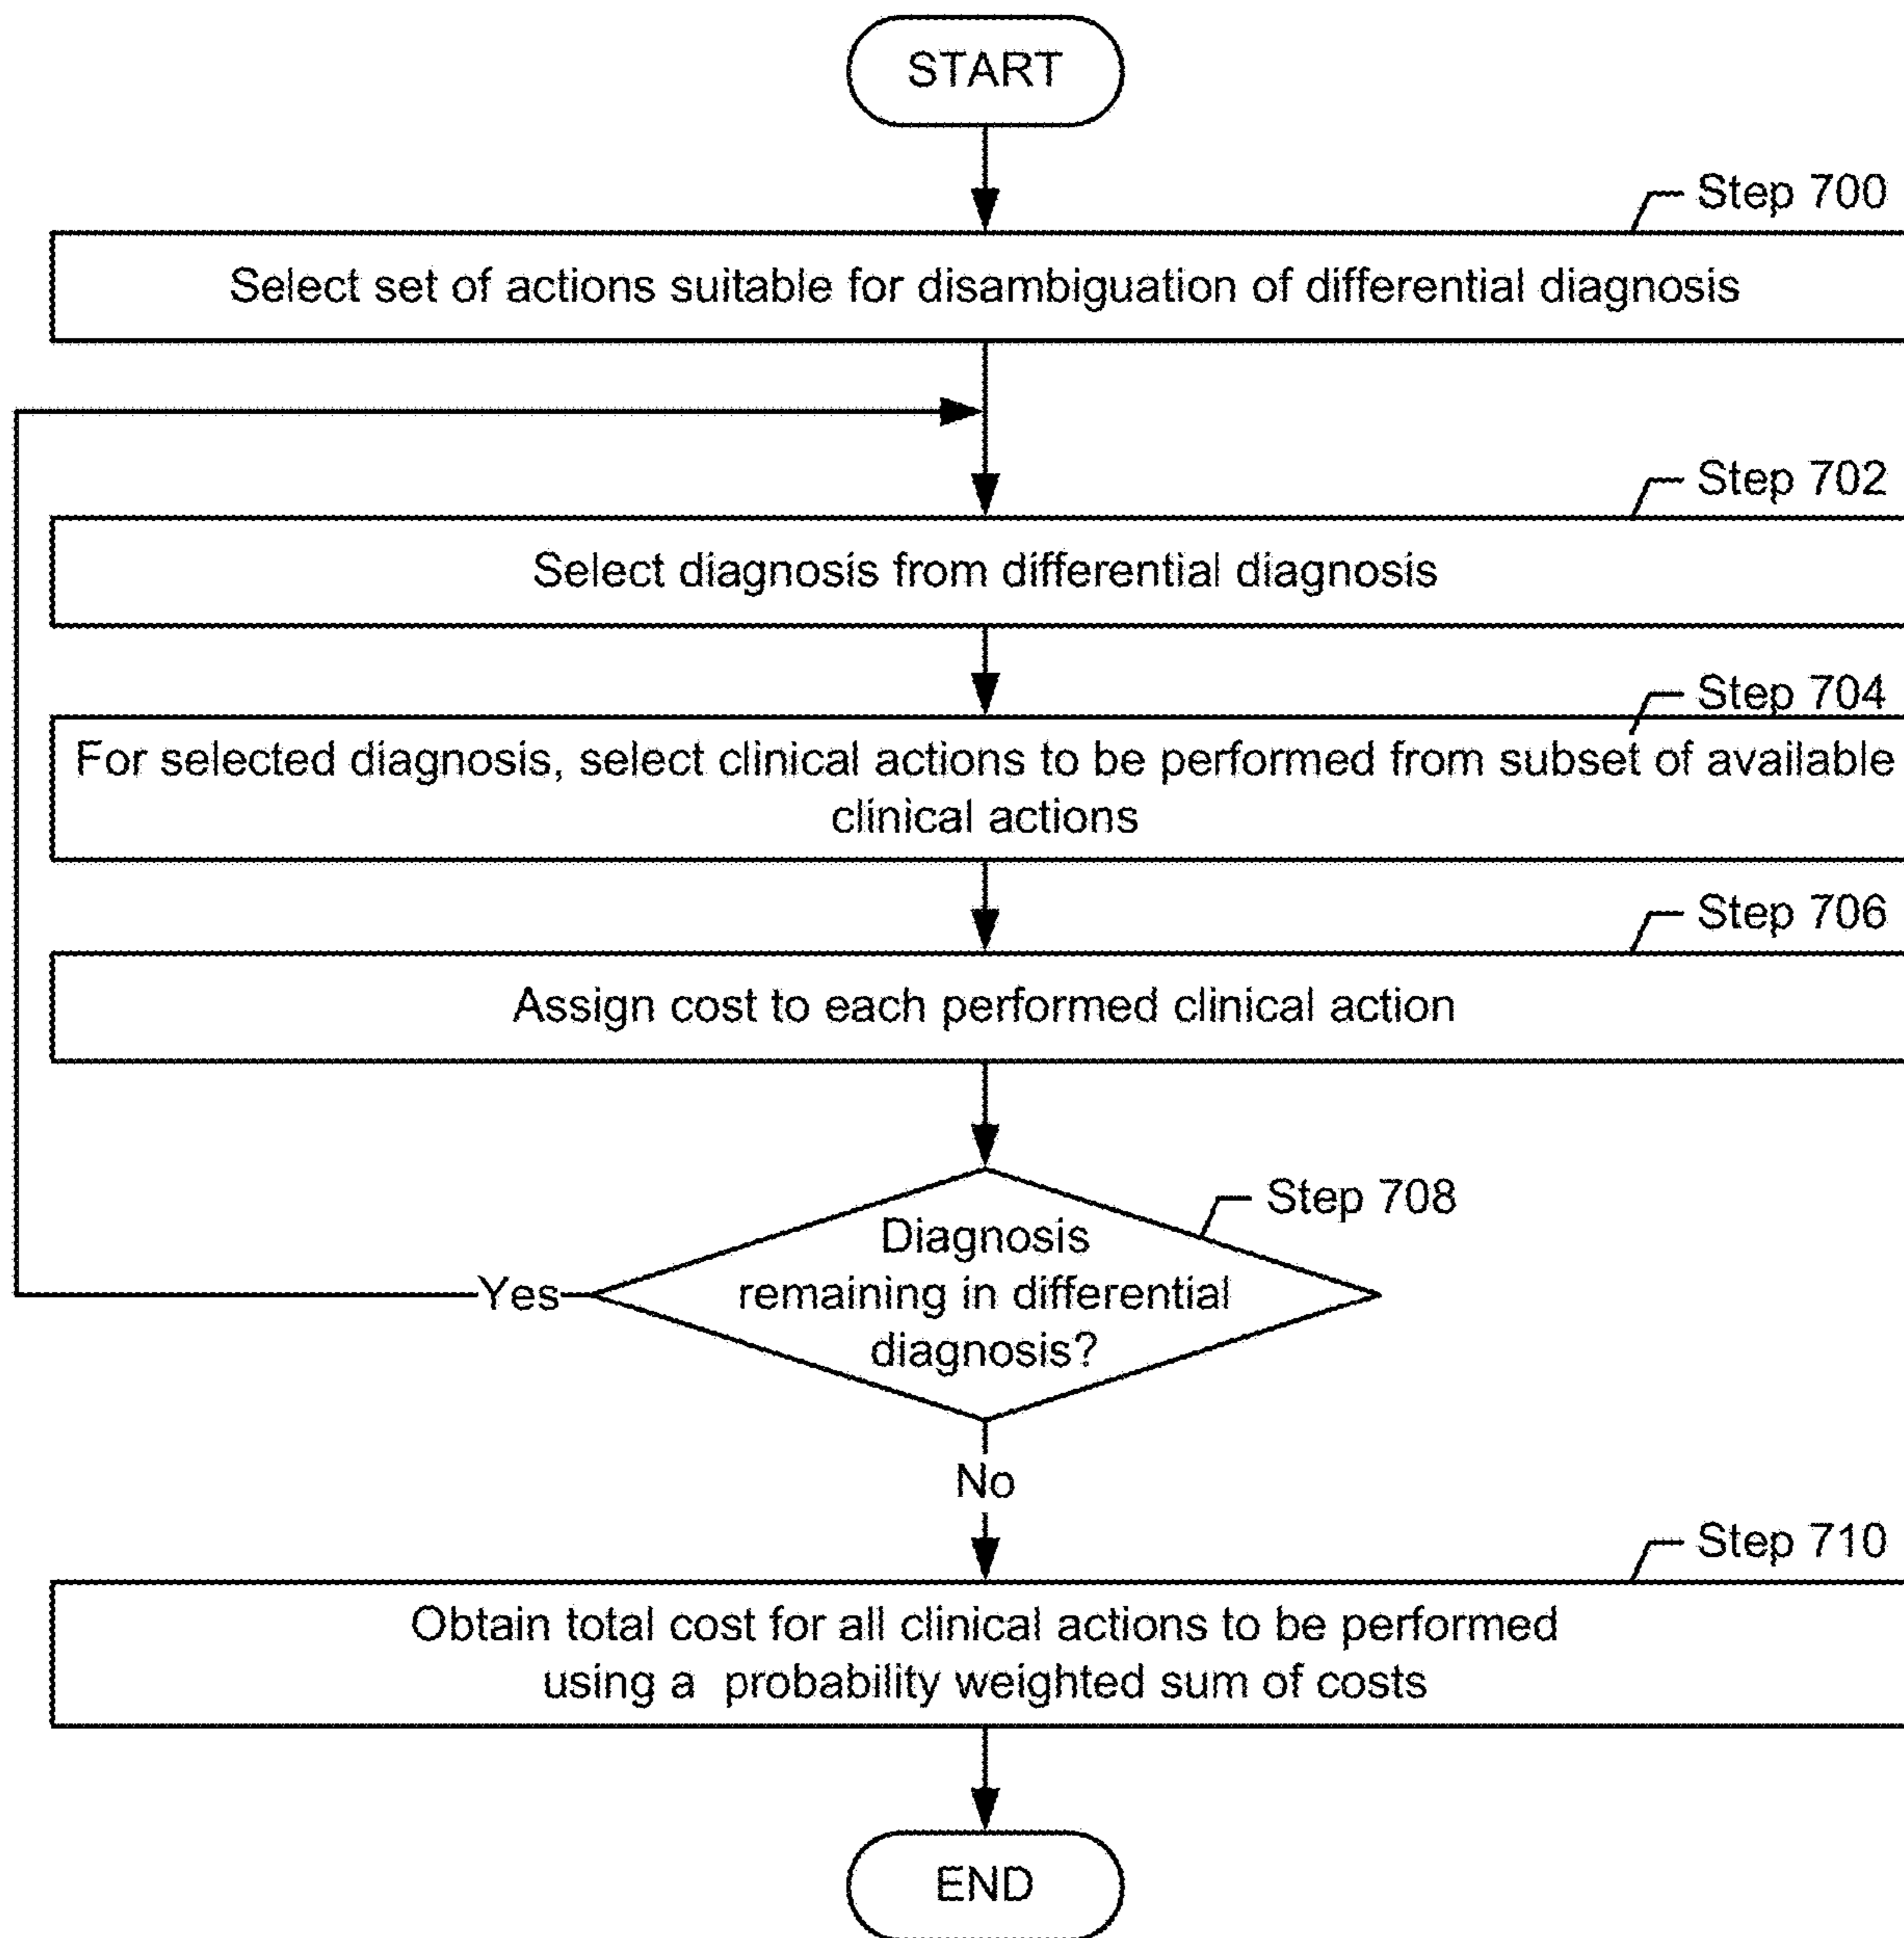 START
Step 700
Select set of actions suitable for disambiguation of differential diagnosis
Step 702
Select diagnosis from differential diagnosis
Step 704
For selected diagnosis, select clinical actions to be performed from subset of available
clinical actions
Step 706
Assign cost to each performed clinical action
Step 708
Diagnosis
remaining in differential
diagnosis?
Yes
No
Step 710
Obtain total cost for all clinical actions to be performed
using a probability weighted sum of costs
END